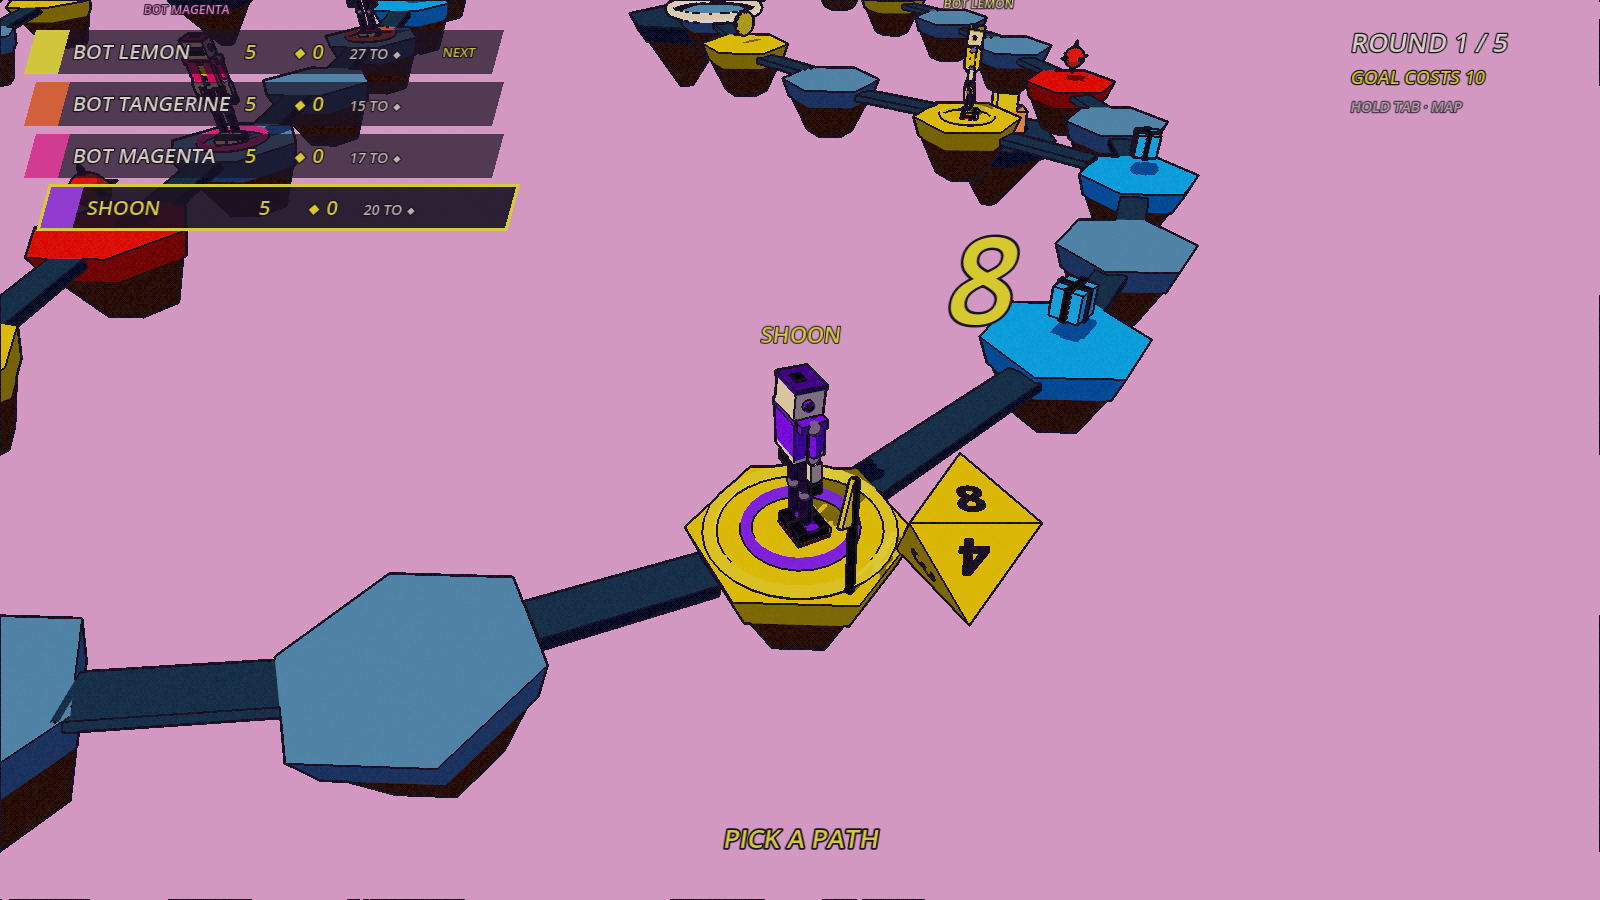 BOT MAGENTA
BOT LEMON
BOT LEMON 5 ◆ 0 27 TO ◆ NEXT
BOT TANGERINE 5 ◆ 0 15 TO ◆
BOT MAGENTA 5 ◆ 0 17 TO ◆
SHOON 5 ◆ 0 20 TO ◆
ROUND 1 / 5
GOAL COSTS 10
HOLD TAB · MAP
8
SHOON
8
4
3
PICK A PATH